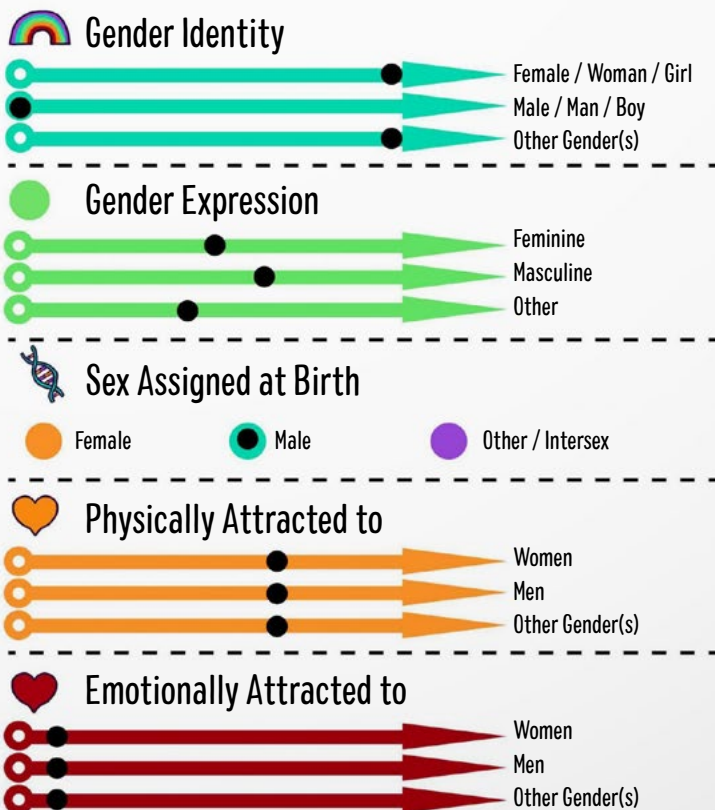 Gender Identity
Female / Woman / Girl
Male / Man / Boy
Other Gender(s)
Gender Expression
Feminine
Masculine
Other
Sex Assigned at Birth
Female Male Other / Intersex
Physically Attracted to
Women
Men
Other Gender(s)
Emotionally Attracted to
Women
Men
Other Gender(s)